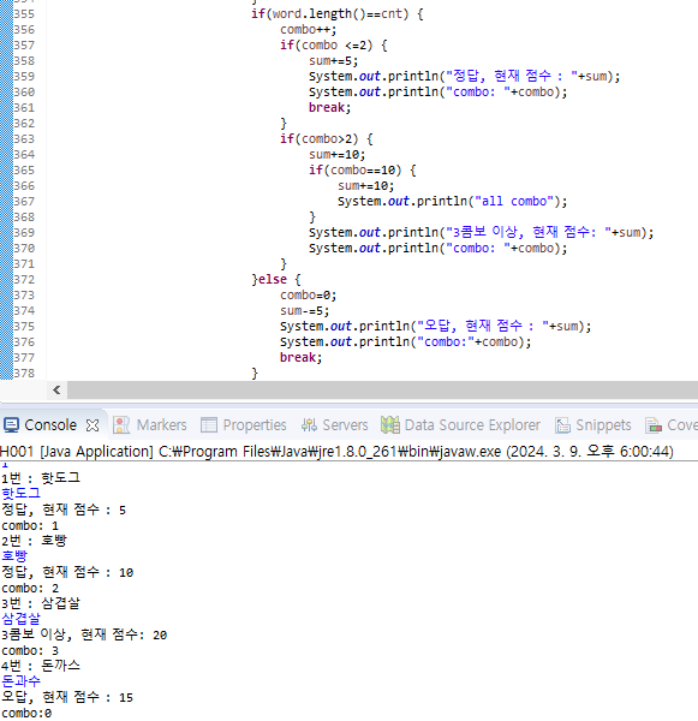 355 if(word.length()==cnt) {
356 combo++;
357 if(combo <=2) {
358 sum+=5;
359 System.out.println("정답, 현재 점수 : "+sum);
360 System.out.println("combo: "+combo);
361 break;
362 }
363 if(combo>2) {
364 sum+=10;
365 if(combo==10) {
366 sum+=10;
367 System.out.println("all combo");
368 }
369 System.out.println("3콤보 이상, 현재 점수: "+sum);
370 System.out.println("combo: "+combo);
371 }
372 }else {
373 combo=0;
374 sum-=5;
375 System.out.println("오답, 현재 점수 : "+sum);
376 System.out.println("combo:"+combo);
377 break;
378 }
Console Markers Properties Servers Data Source Explorer Snippets Cove
H001 [Java Application] C:₩Program Files₩Java₩jre1.8.0_261₩bin₩javaw.exe (2024. 3. 9. 오후 6:00:44)
1번 : 핫도그
핫도그
정답, 현재 점수 : 5
combo: 1
2번 : 호빵
호빵
정답, 현재 점수 : 10
combo: 2
3번 : 삼겹살
삼겹살
3콤보 이상, 현재 점수: 20
combo: 3
4번 : 돈까스
돈과수
오답, 현재 점수 : 15
combo:0